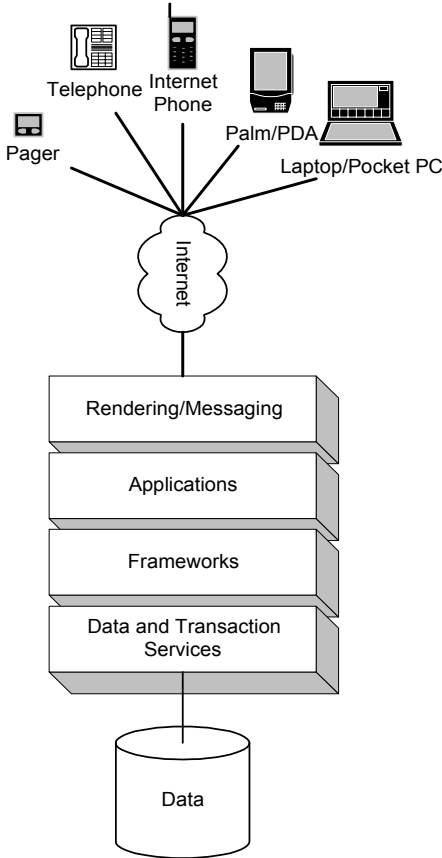 Telephone
Internet
Phone
Pager
Palm/PDA
Laptop/Pocket PC
Internet
Rendering/Messaging
Applications
Frameworks
Data and Transaction
Services
Data